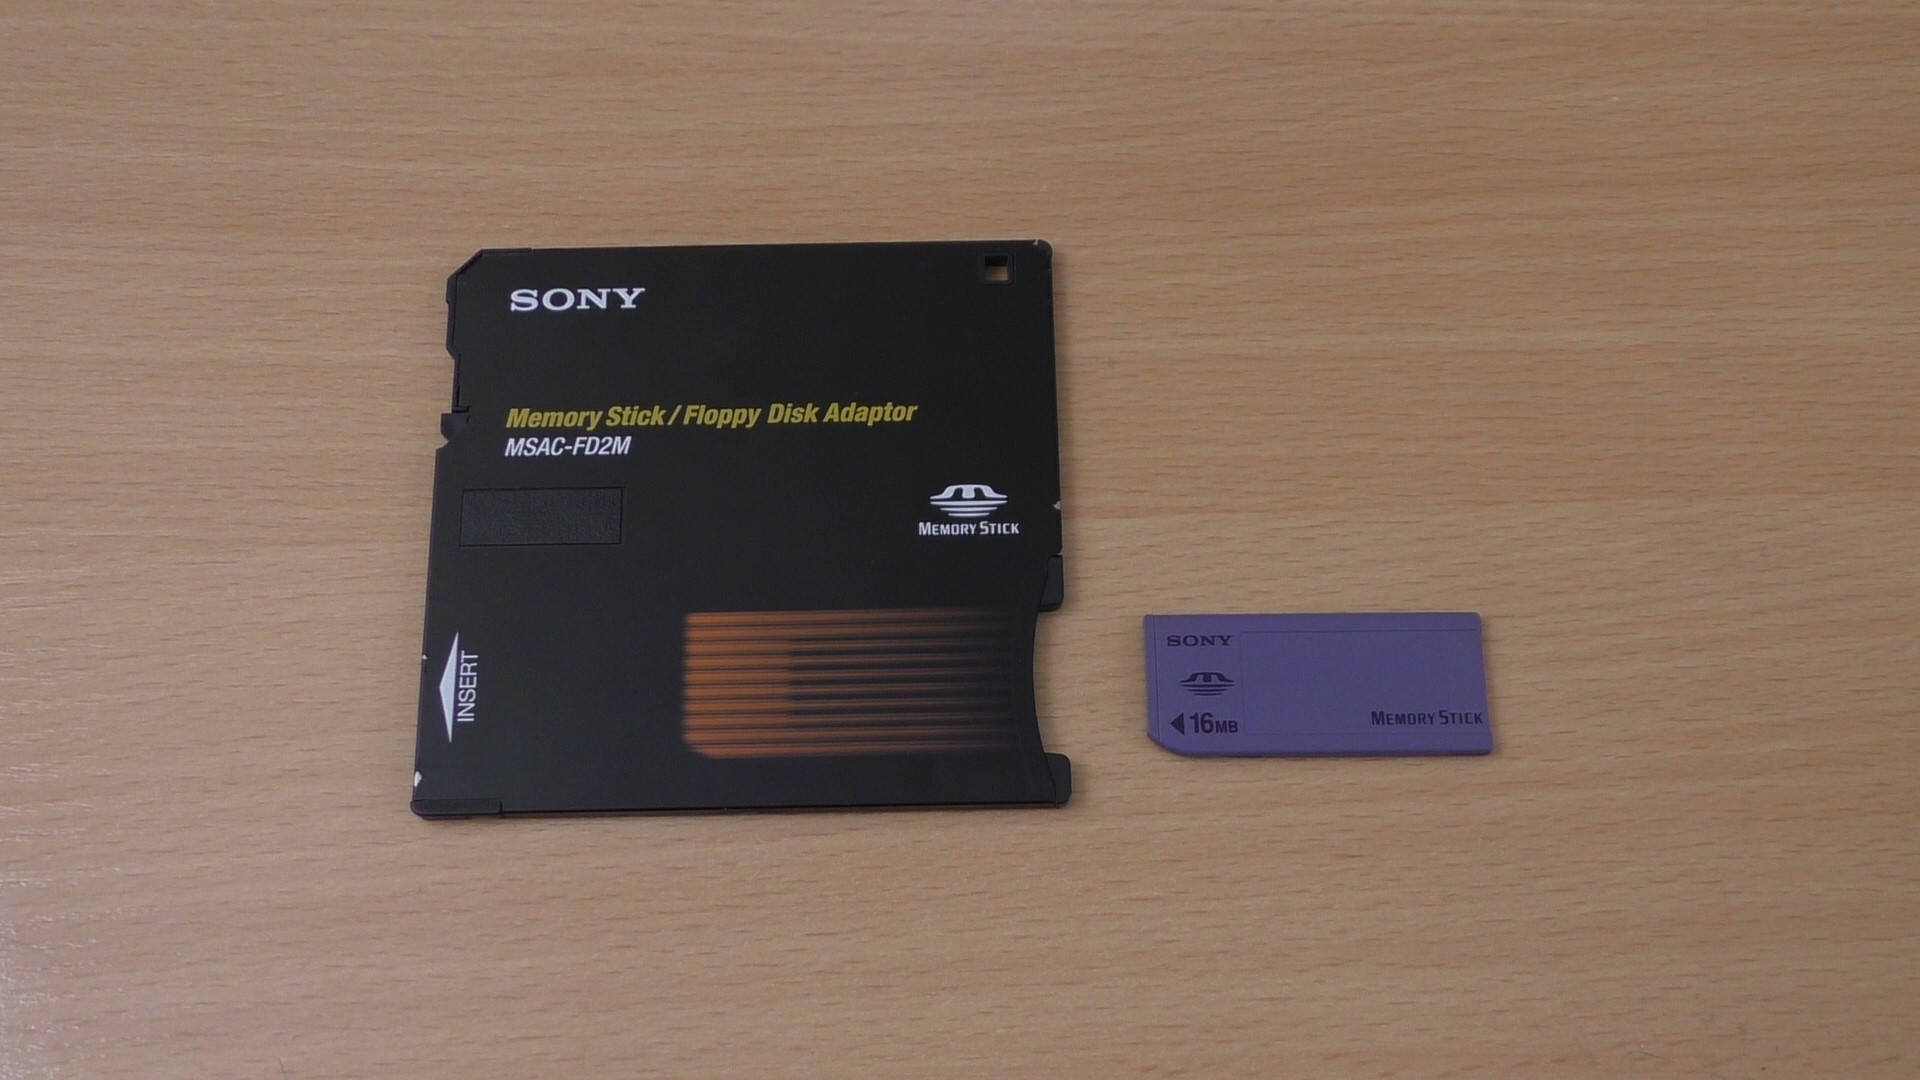 SONY
Memory Stick / Floppy Disk Adaptor
MSAC-FD2M
MEMORY STICK
INSERT
SONY
16MB
MEMORY STICK